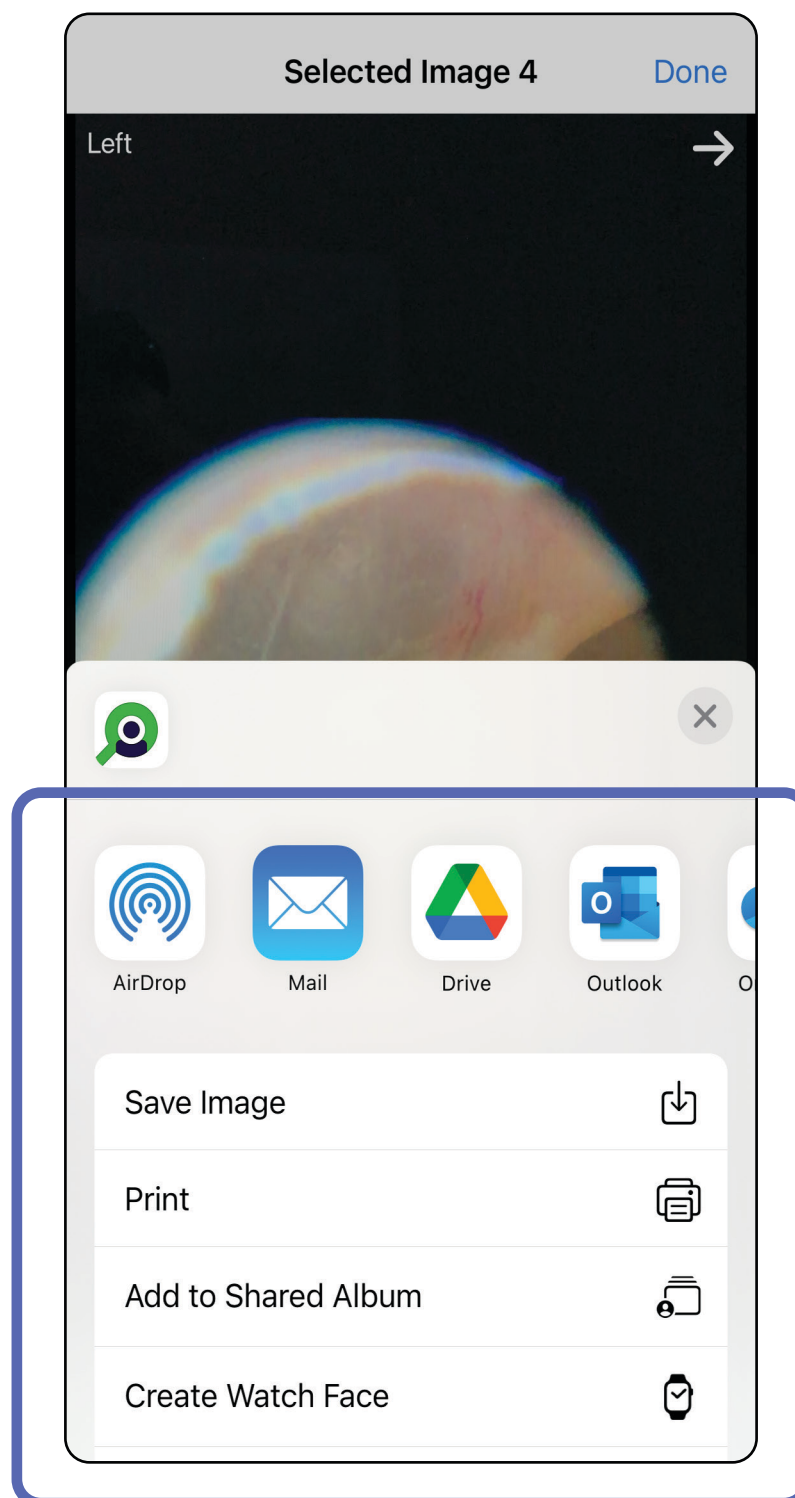 Selected Image 4 Done
Left
AirDrop Mail Drive Outlook
Save Image
Print
Add to Shared Album
Create Watch Face